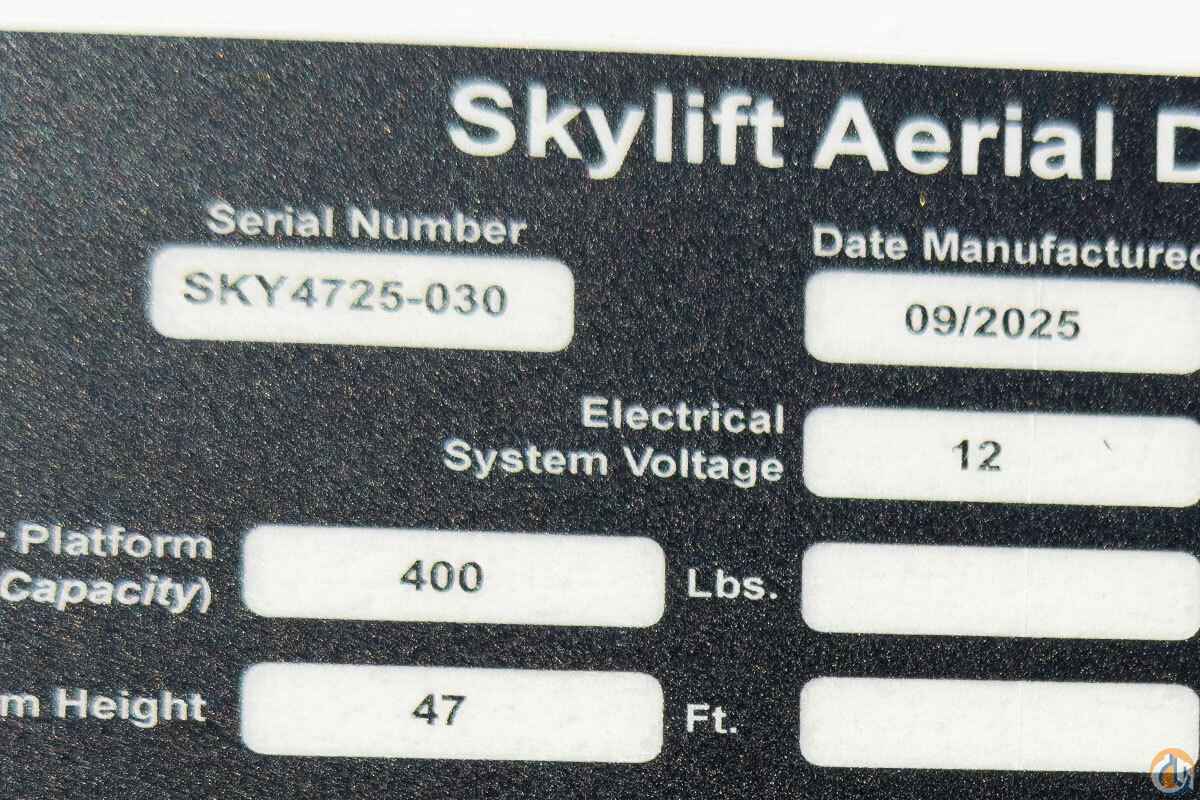 Skylift Aerial D
Serial Number
SKY4725-030
Date Manufactured
09/2025
Electrical
System Voltage
12
Platform
400
Lbs.
Capacity)
m Height
47
Ft.